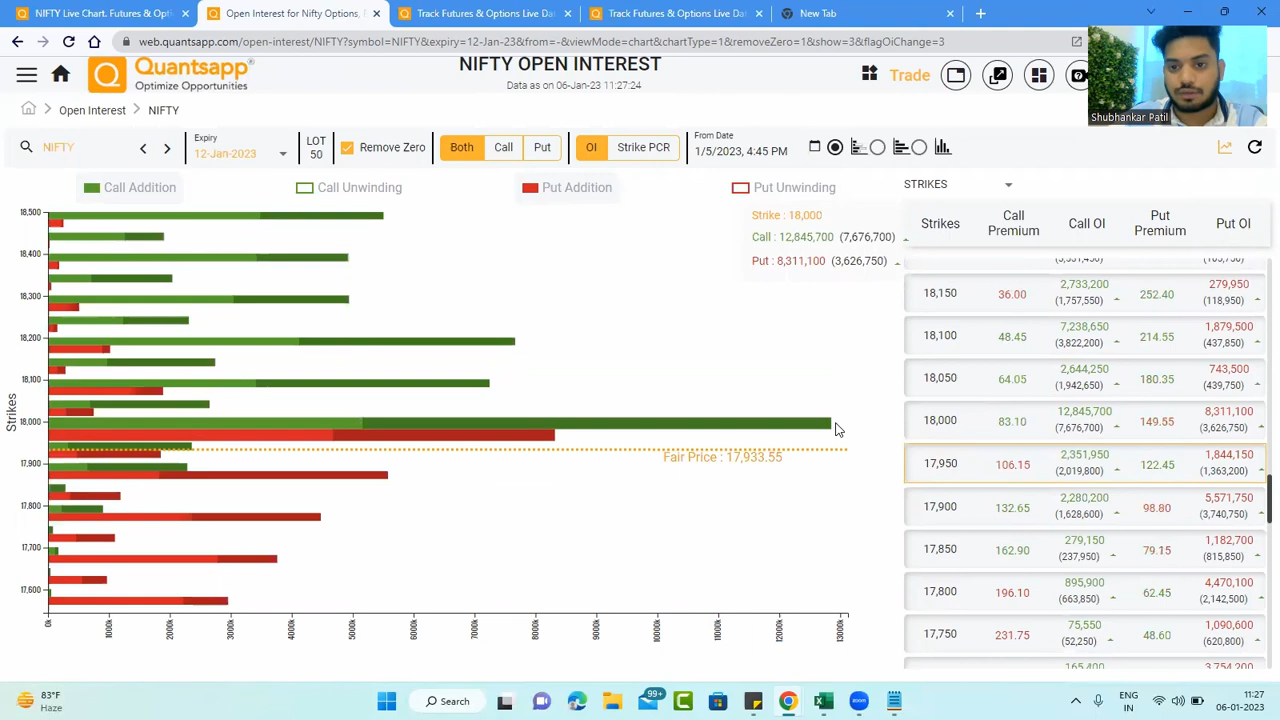 NIFTY Live Chart. Futures & Opt
Open Interest for Nifty Options,
Track Futures & Options Live Da
Track Futures & Options Live Dat
New Tab
web.quantsapp.com/open-interest/NIFTY?symbol=NIFTY&expiry=12-Jan-23&from=-&viewMode=chart&chartType=1&removeZero=1&show=3&flagOiChange=3
Quantsapp
Optimize Opportunities
NIFTY OPEN INTEREST
Data as on 06-Jan-23 11:27:24
Trade
Shubhankar Patil
Open Interest
NIFTY
NIFTY
Expiry
12-Jan-2023
LOT
50
Remove Zero
Both
Call
Put
OI
Strike PCR
From Date
1/5/2023, 4:45 PM
Call Addition
Call Unwinding
Put Addition
Put Unwinding
Strike : 18,000
Call : 12,845,700 (7,676,700)
Put : 8,311,100 (3,626,750)
Strikes
18,500
18,400
18,300
18,200
18,100
18,000
17,900
17,800
17,700
17,600
Fair Price : 17,933.55
0k
1000k
2000k
3000k
4000k
5000k
6000k
7000k
8000k
9000k
10000k
11000k
12000k
13000k
STRIKES
Strikes Call Premium Call OI Put Premium Put OI
18,150 36.00 2,733,200 (1,757,550) 252.40 279,950 (118,950)
18,100 48.45 7,238,650 (3,822,200) 214.55 1,879,500 (437,850)
18,050 64.05 2,644,250 (1,942,650) 180.35 743,500 (439,750)
18,000 83.10 12,845,700 (7,676,700) 149.55 8,311,100 (3,626,750)
17,950 106.15 2,351,950 (2,019,800) 122.45 1,844,150 (1,363,200)
17,900 132.65 2,280,200 (1,628,600) 98.80 5,571,750 (3,740,750)
17,850 162.90 279,150 (237,950) 79.15 1,182,700 (815,850)
17,800 196.10 895,900 (663,850) 62.45 4,470,100 (2,142,500)
17,750 231.75 75,550 (52,250) 48.60 1,090,600 (620,800)
83°F
Haze
Search
99+
ENG
IN
11:27
06-01-2023